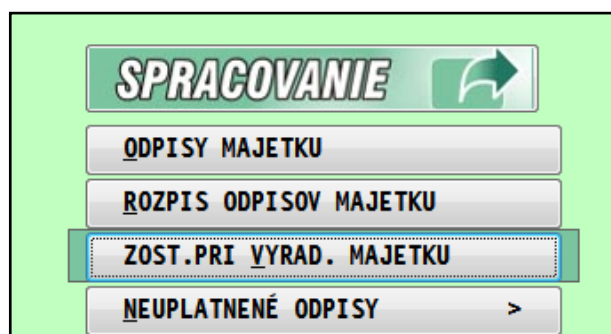 SPRACOVANIE
ODPISY MAJETKU
ROZPIS ODPISOV MAJETKU
ZOST.PRI VYRAD. MAJETKU
NEUPLATNENÉ ODPISY >